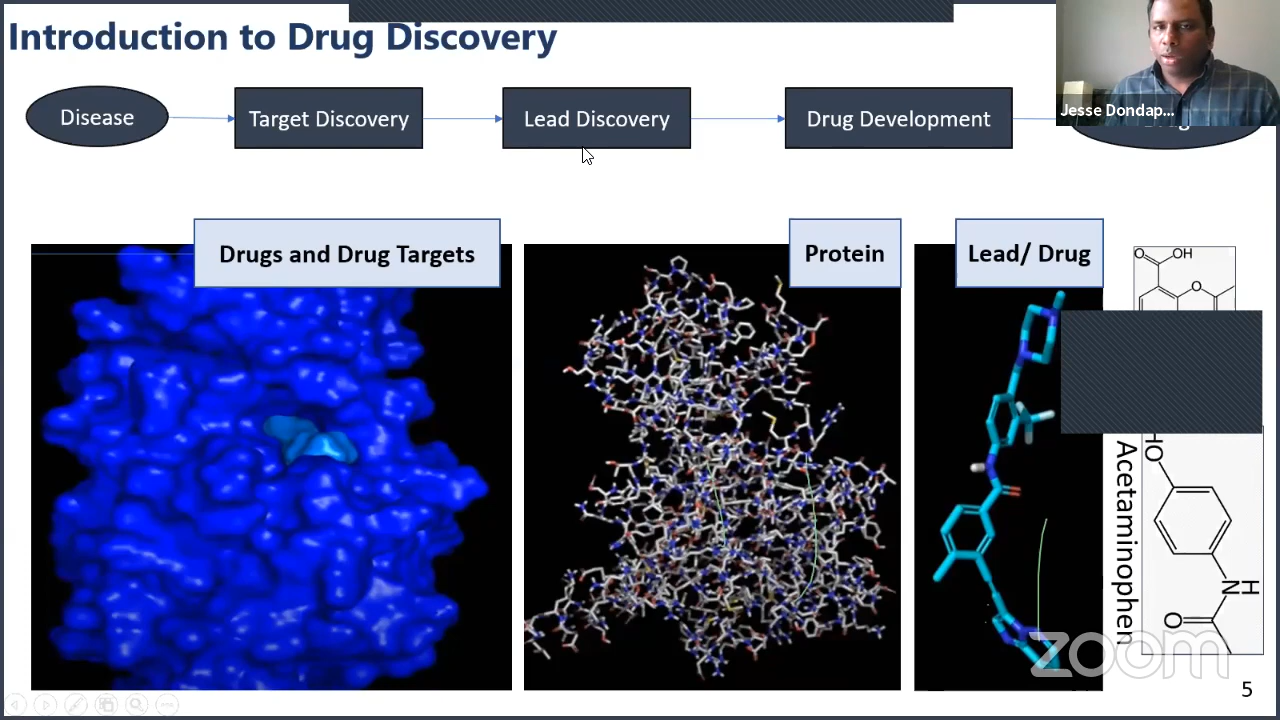 Introduction to Drug Discovery
Jesse Dondap...
Disease
Target Discovery
Lead Discovery
Drug Development
Drugs and Drug Targets
Protein
Lead/ Drug
O
OH
O
HO
N
H
O
Acetaminophen
zoom
5